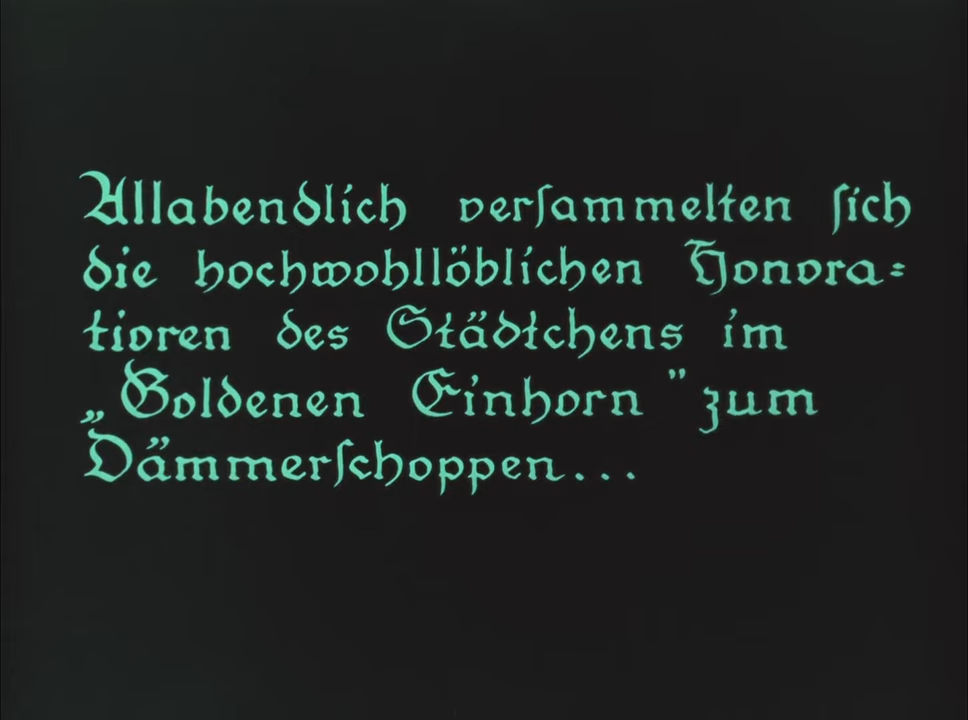 Allabendlich verſammelten ſich
die hochwohllöblichen Honora⸗
tioren des Städtchens im
„Goldenen Einhorn" zum
Dämmerſchoppen...